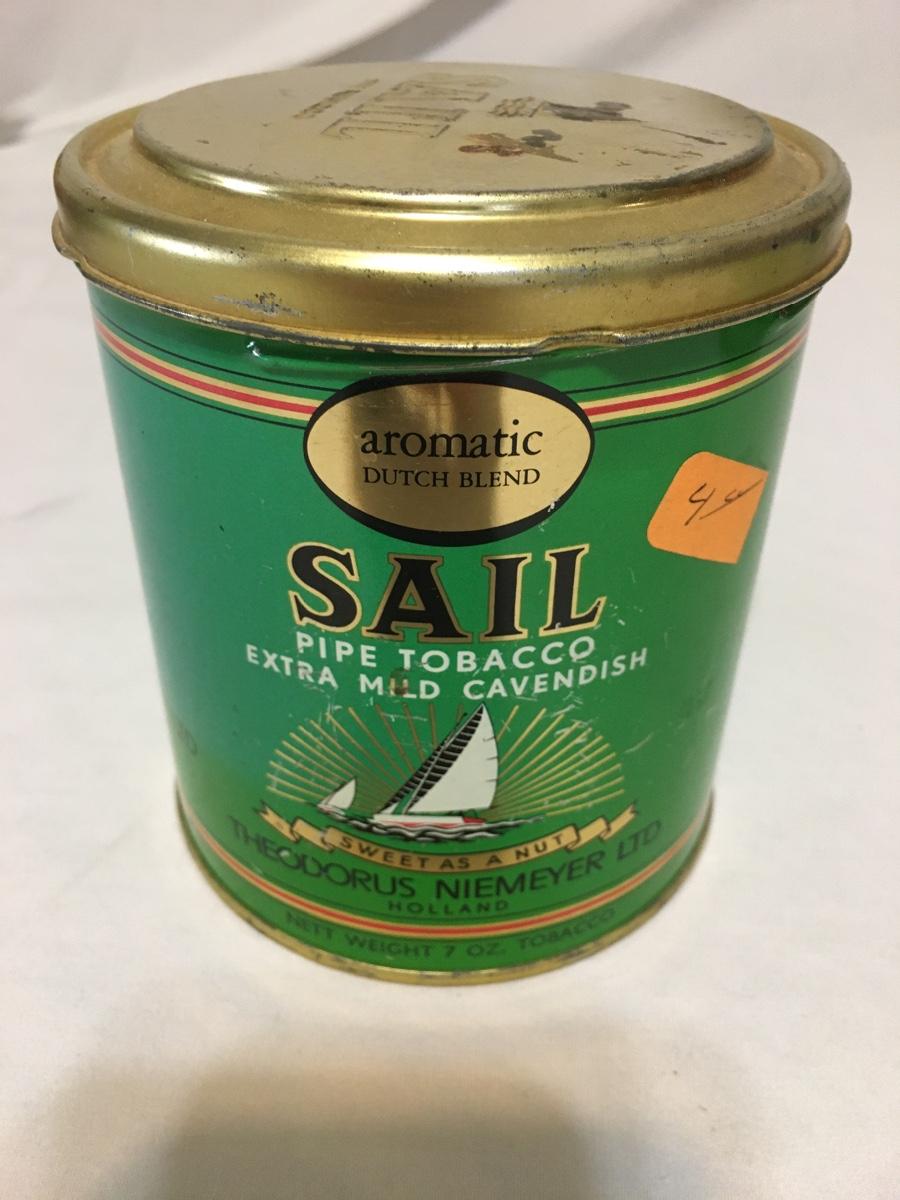 SAIL
aromatic
DUTCH BLEND
44
SAIL
PIPE TOBACCO
EXTRA MILD CAVENDISH
SWEET AS A NUT
THEODORUS NIEMEYER LTD
HOLLAND
NETT WEIGHT 7 OZ. TOBACCO